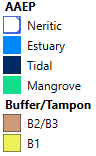 AAEP
Neritic
Estuary
Tidal
Mangrove
Buffer/Tampon
B2/B3
B1